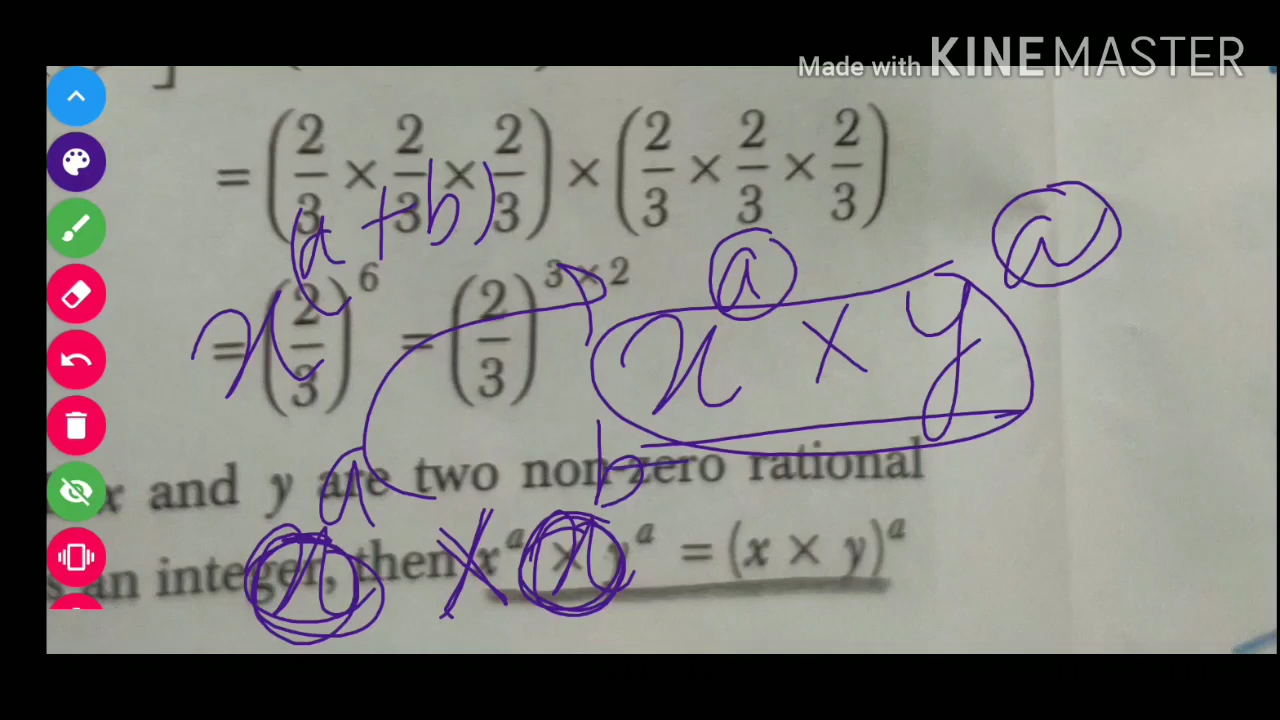 Made with KINEMASTER
= (2/3 × 2/3 × 2/3) × (2/3 × 2/3 × 2/3)
(a + b)
a
a
= (2/3)^6 = (2/3)^{3 × 2}
x
x × y
x and y are two non-zero rational
a b
s an integer, then x^a × y^a = (x × y)^a
x × x